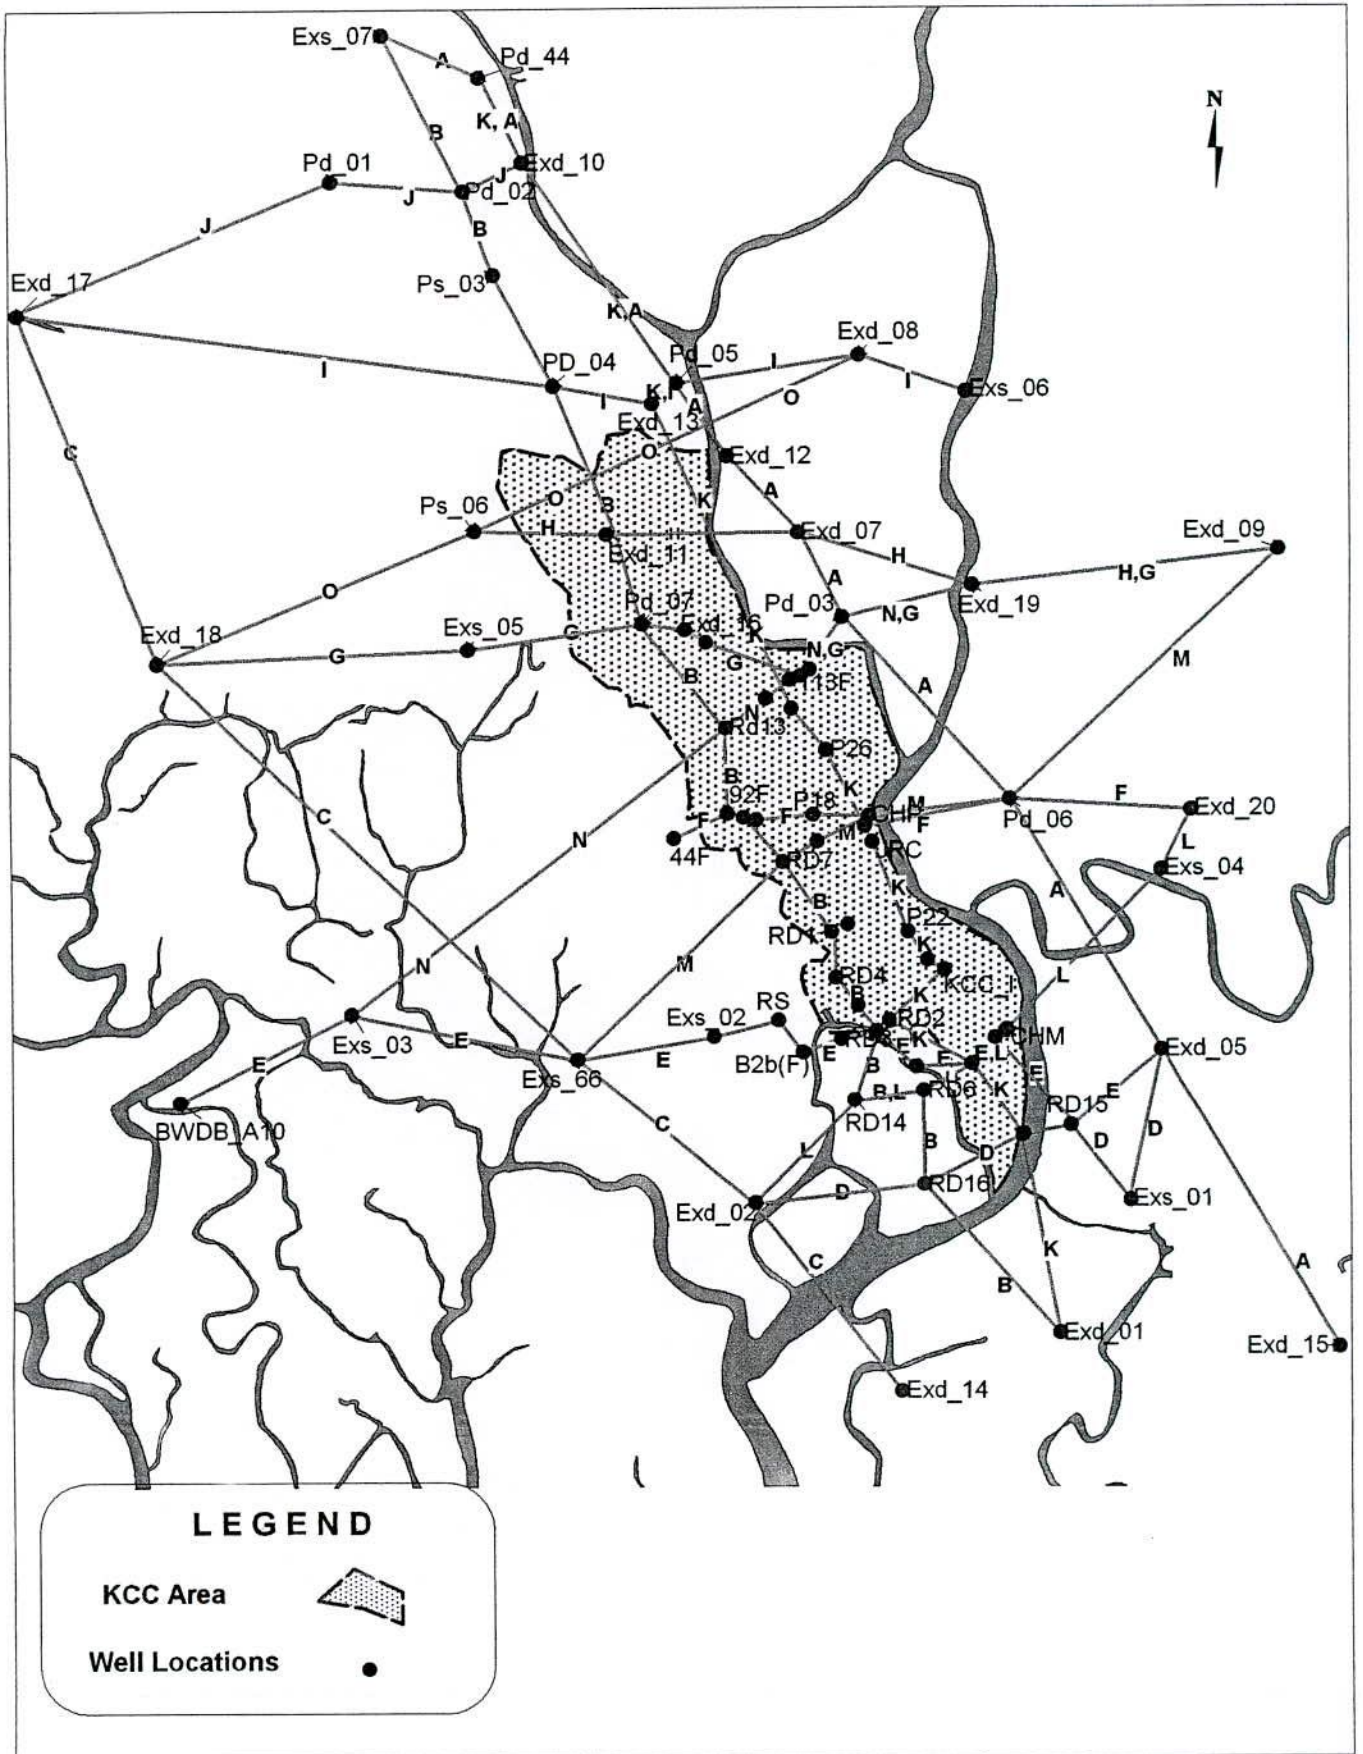 Exs_07
A
Pd_44
N
B
K, A
Pd_01
Exd_10
J
J
Pd_02
J
B
Exd_17
Ps_03
K,A
Exd_08
PD_04
Pd_05
I
I
I
O
I
K,I
A
Exs_06
Exd_13
C
O
Exd_12
A
Ps_06
O
B
K
H
H
Exd_07
Exd_09
Exd_11
H
H,G
O
A
Exd_18
Exs_05
Pd_07
Pd_03
Exd_19
N,G
G
G
Exd_16
K
N,G
M
G
B
113F
A
N
Rd13
P26
B
K
C
92F
P18
CHP
M
F
Exd_20
F
F
M
F
Pd_06
N
44F
RD7
IRC
L
Exs_04
K
B
A
RD1
P22
N
M
K
L
RD4
KCC_I
B
K
RS
RD2
Exs_02
CHM
Exs_03
E
RD3
K
E
Exd_05
E
E
B2b(F)
E
F
E
E,L
E
Exs_66
B
U
E
BWDB_A10
B,L
RD6
K
RD15
C
RD14
L
B
D
D
D
D
RD16
Exs_01
Exd_02
K
C
B
A
Exd_01
Exd_15
Exd_14
LEGEND
KCC Area
Well Locations